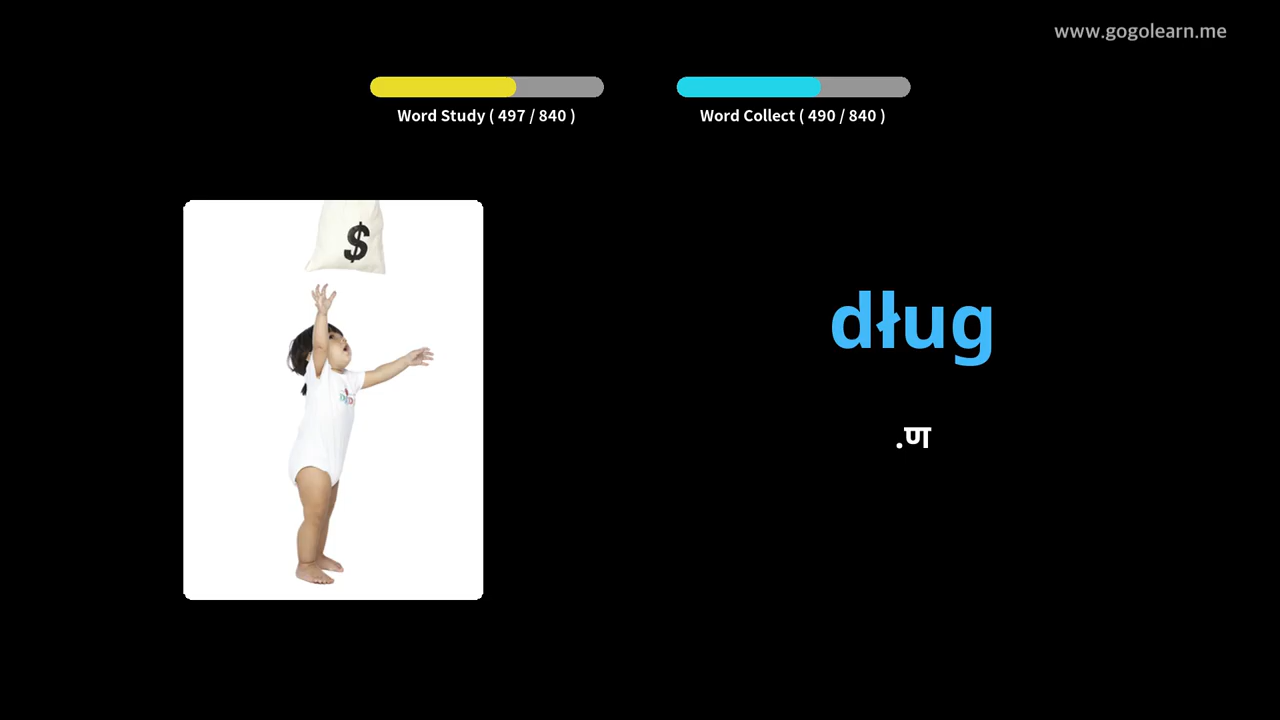 www.gogolearn.me
Word Study ( 497 / 840 )
Word Collect ( 490 / 840 )
$
dług
.ण